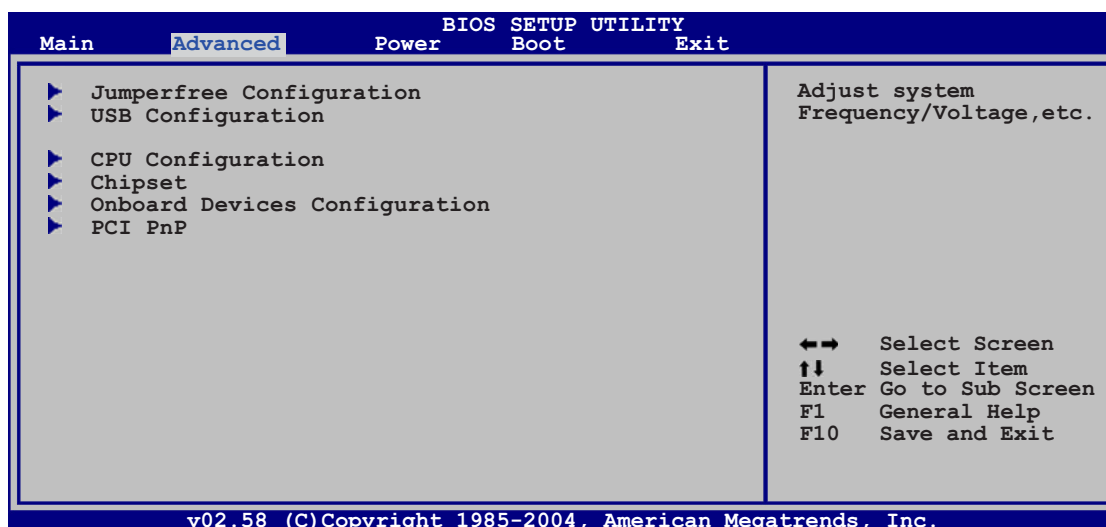 BIOS SETUP UTILITY
Main Advanced Power Boot Exit
Jumperfree Configuration
USB Configuration
CPU Configuration
Chipset
Onboard Devices Configuration
PCI PnP
Adjust system
Frequency/Voltage,etc.
←→ Select Screen
↑↓ Select Item
Enter Go to Sub Screen
F1 General Help
F10 Save and Exit
v02.58 (C)Copyright 1985-2004, American Megatrends, Inc.